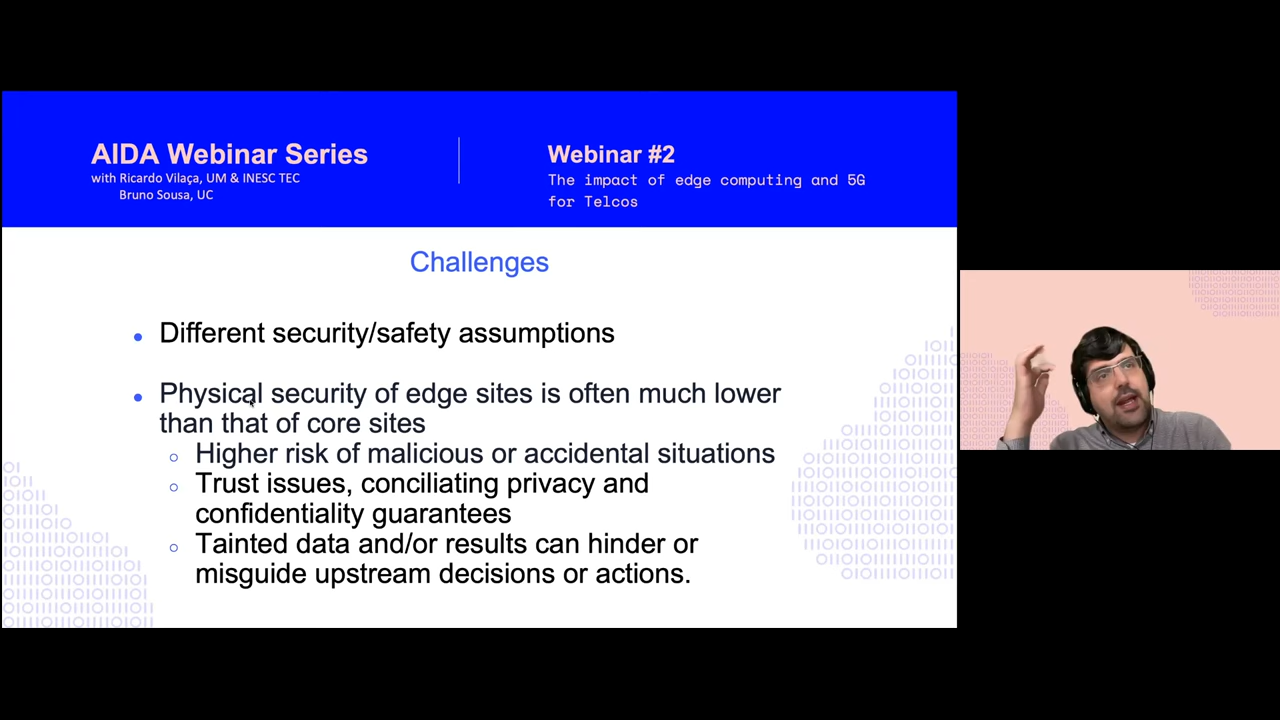 AIDA Webinar Series
with Ricardo Vilaça, UM & INESC TEC
Bruno Sousa, UC
Webinar #2
The impact of edge computing and 5G
for Telcos
Challenges
Different security/safety assumptions
Physical security of edge sites is often much lower
than that of core sites
Higher risk of malicious or accidental situations
Trust issues, conciliating privacy and
confidentiality guarantees
Tainted data and/or results can hinder or
misguide upstream decisions or actions.